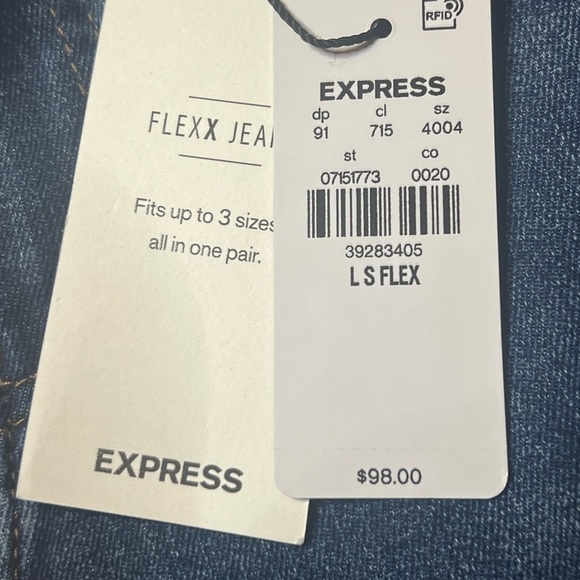 FLEXX
Fits up to 3 sizes
all in one pair.
EXPRESS
RFID
EXPRESS
dp cl sz
91 715 4004
st co
07151773 0020
39283405
L S FLEX
$98.00